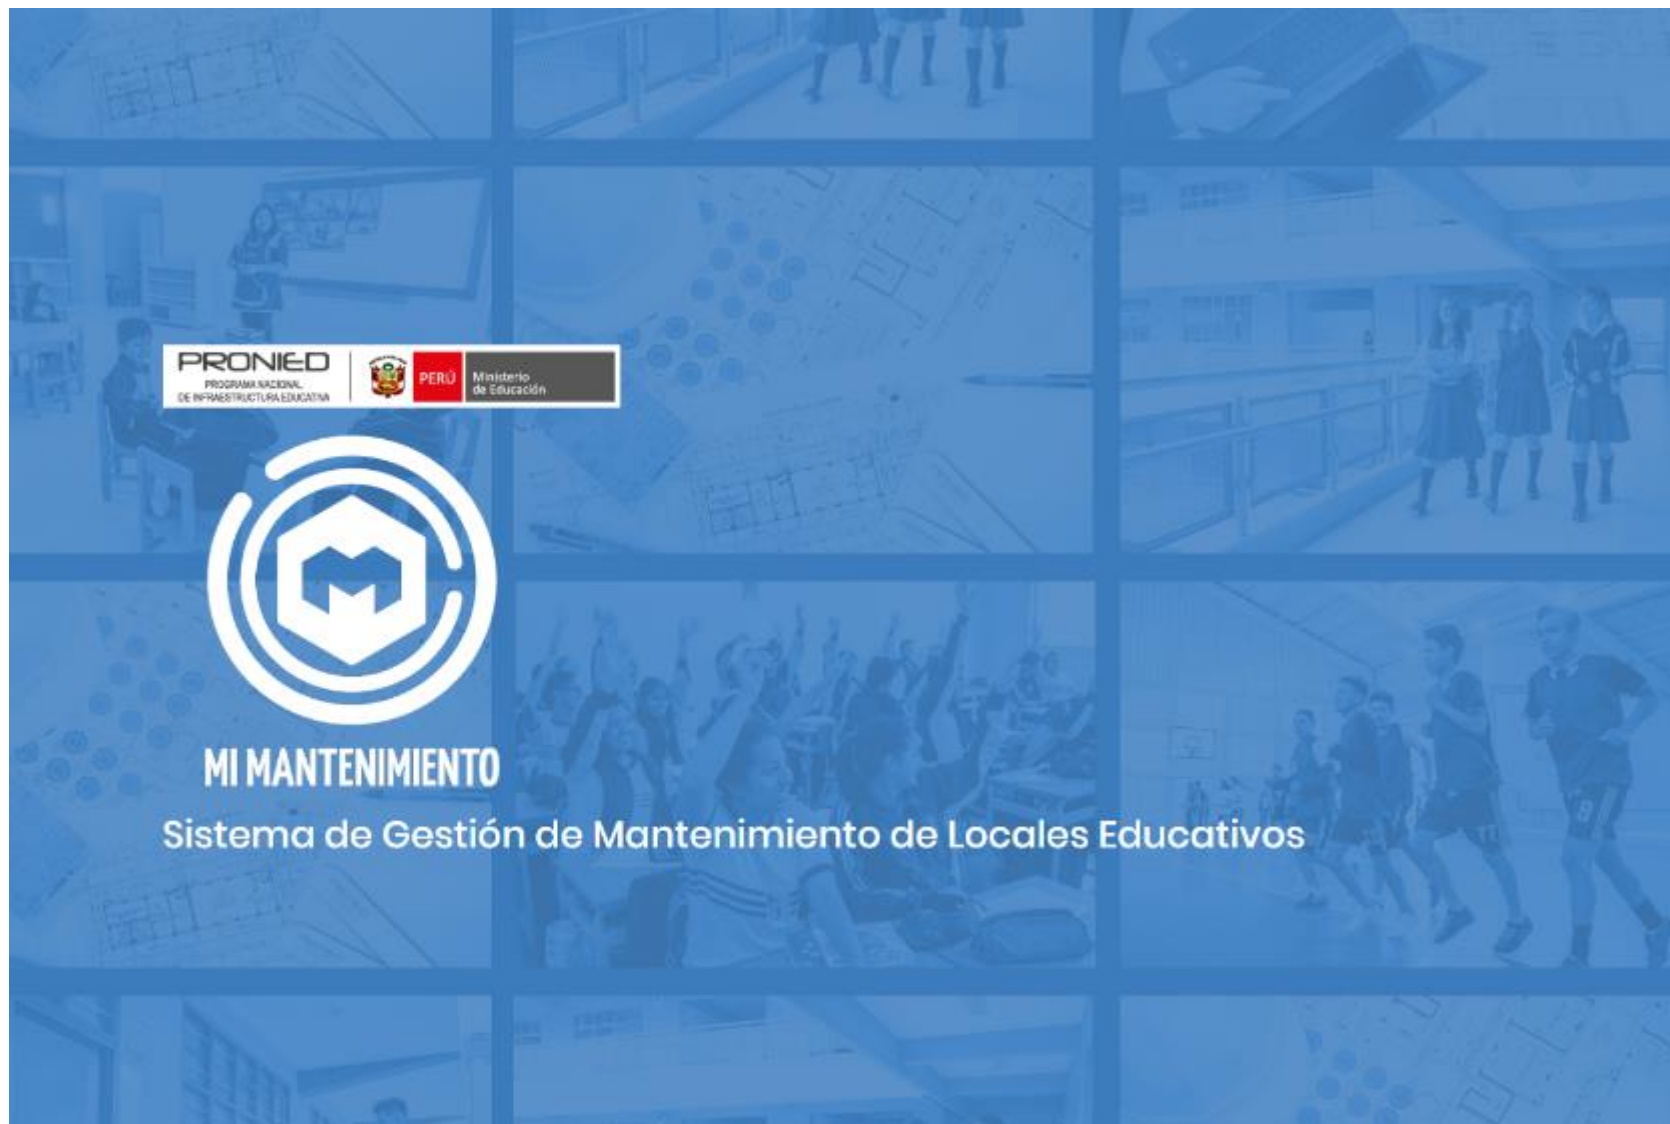 PRONIED
PROGRAMA NACIONAL
DE INFRAESTRUCTURA EDUCATIVA
PERÚ
Ministerio
de Educación
MI MANTENIMIENTO
Sistema de Gestión de Mantenimiento de Locales Educativos